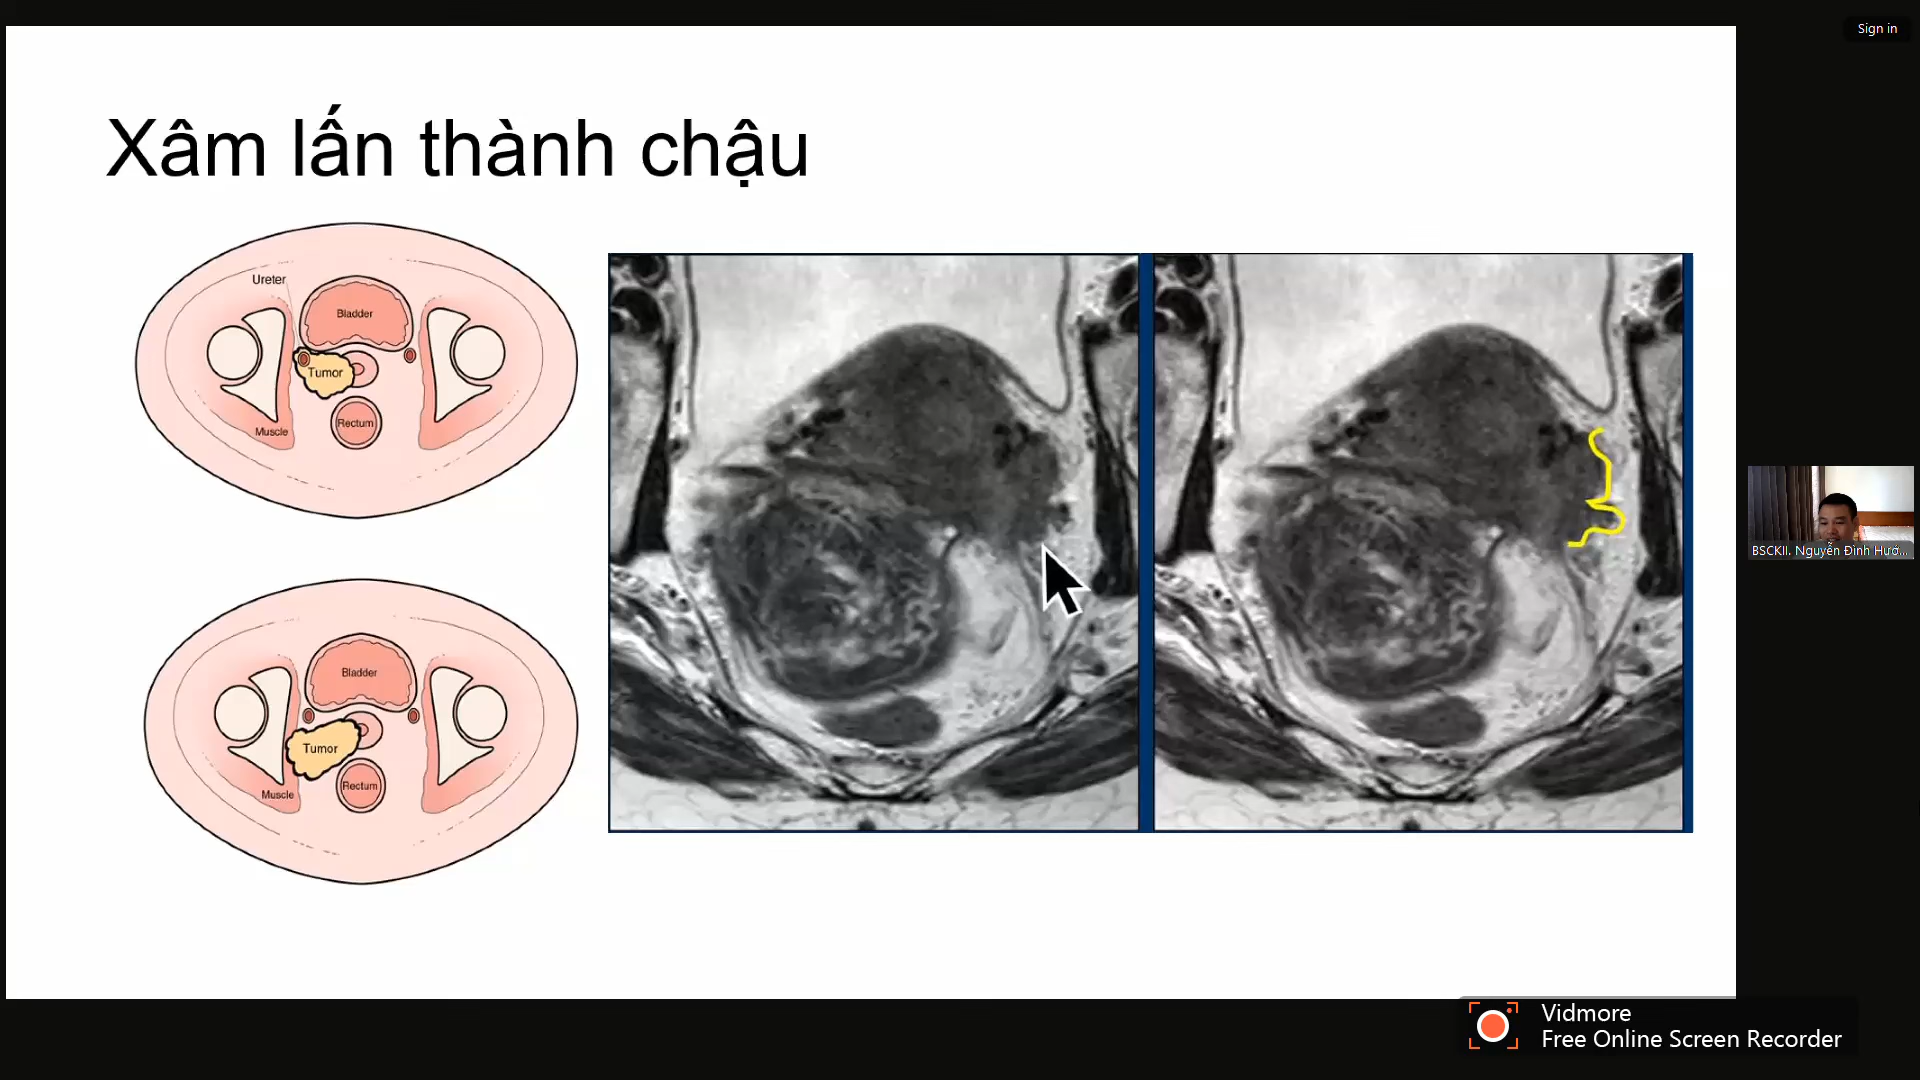 Sign in
Xâm lấn thành chậu
Ureter
Bladder
Tumor
Rectum
Muscle
Bladder
Tumor
Rectum
Muscle
BSCKII. Nguyễn Đình Hướ...
Vidmore
Free Online Screen Recorder